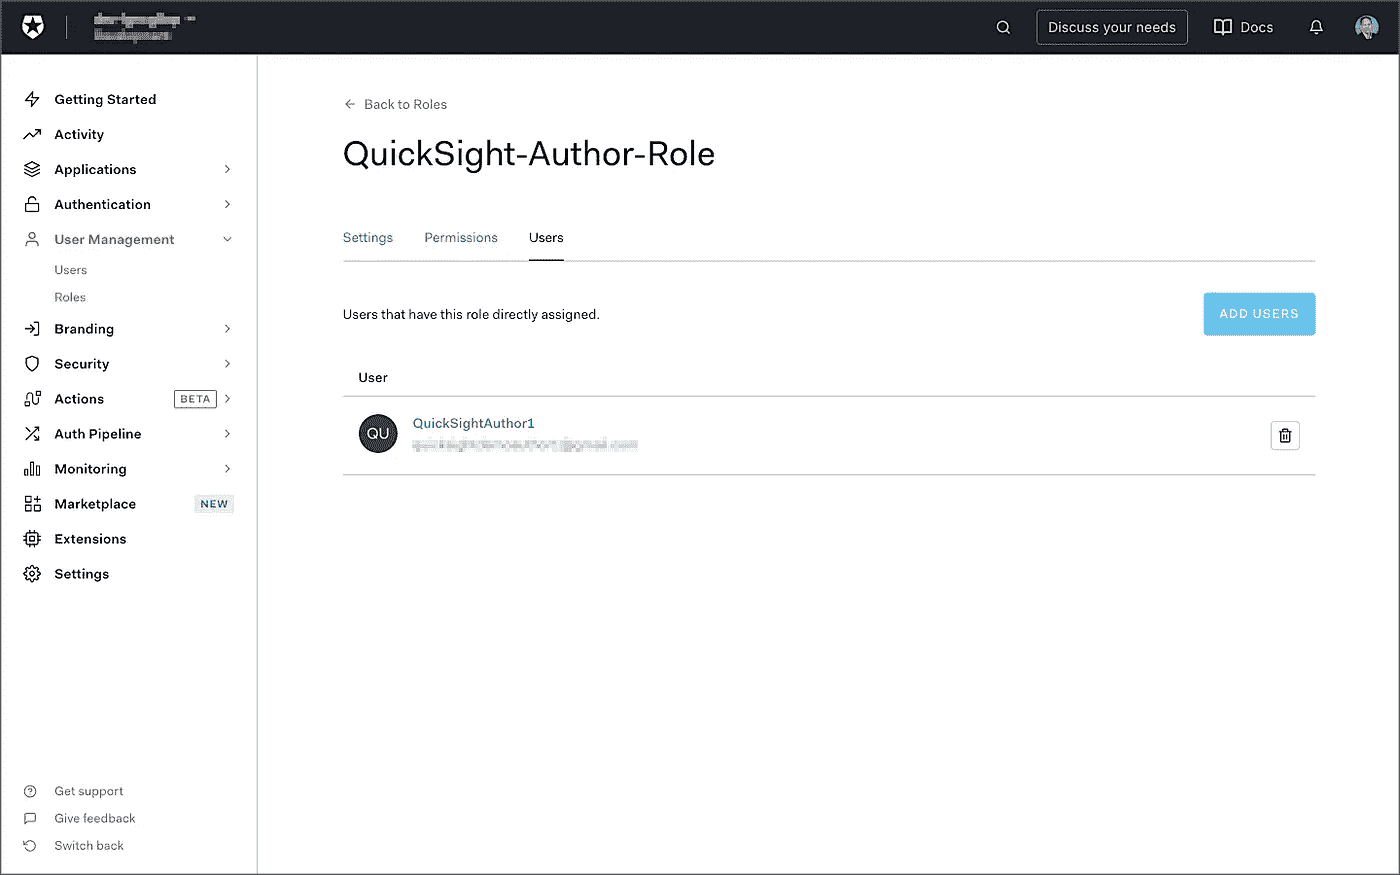 Discuss your needs
Docs
Getting Started
Activity
Applications
Authentication
User Management
Users
Roles
Branding
Security
Actions BETA
Auth Pipeline
Monitoring
Marketplace NEW
Extensions
Settings
Get support
Give feedback
Switch back
← Back to Roles
QuickSight-Author-Role
Settings Permissions Users
Users that have this role directly assigned.
ADD USERS
User
QU
QuickSightAuthor1